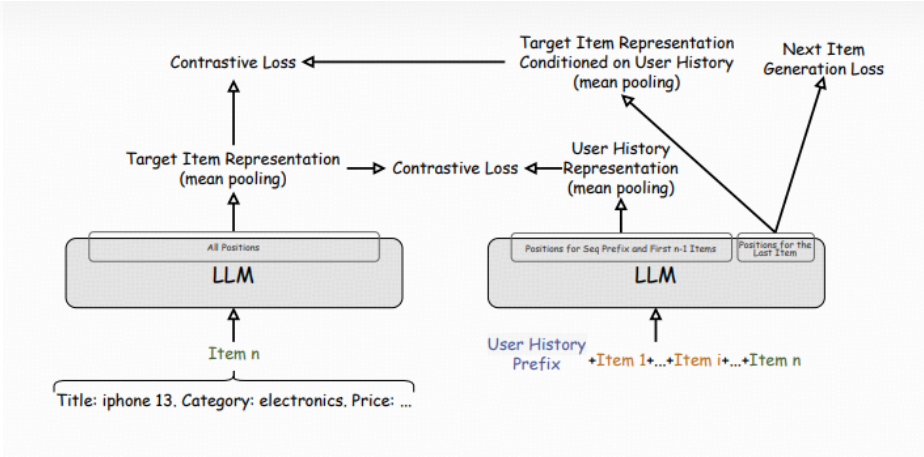 Target Item Representation
Conditioned on User History
(mean pooling)
Next Item
Generation Loss
Contrastive Loss
Target Item Representation
(mean pooling)
Contrastive Loss
User History
Representation
(mean pooling)
All Positions
LLM
Positions for Seq Prefix and First n-1 Items
Positions for the
Last Item
LLM
Item n
Title: iphone 13. Category: electronics. Price: ...
User History
Prefix
+Item 1+...+Item i+...+Item n